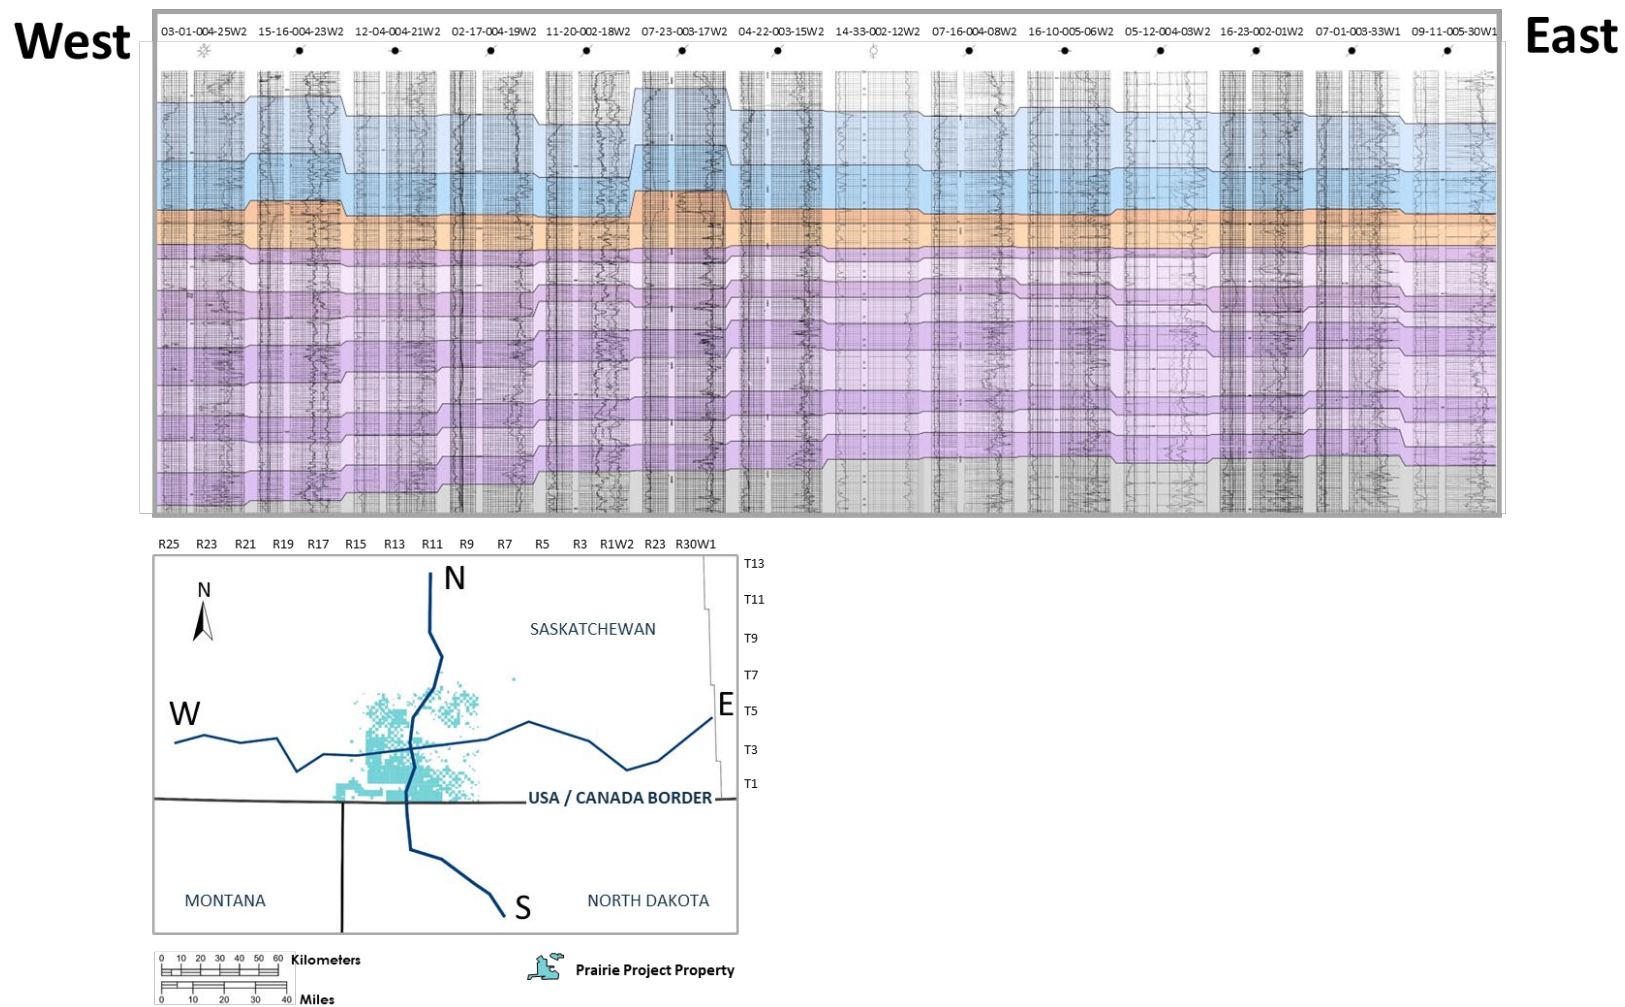 West
East
03-01-004-25W2 15-16-004-23W2 12-04-004-21W2 02-17-004-19W2 11-20-002-18W2 07-23-003-17W2 04-22-003-15W2 14-33-002-12W2 07-16-004-08W2 16-10-005-06W2 05-12-004-03W2 16-23-002-01W2 07-01-003-33W1 09-11-005-30W1
R25 R23 R21 R19 R17 R15 R13 R11 R9 R7 R5 R3 R1W2 R23 R30W1
T13
T11
T9
T7
T5
T3
T1
N
N
SASKATCHEWAN
W
E
USA / CANADA BORDER
MONTANA
NORTH DAKOTA
S
0 10 20 30 40 50 60 Kilometers
0 10 20 30 40 Miles
Prairie Project Property